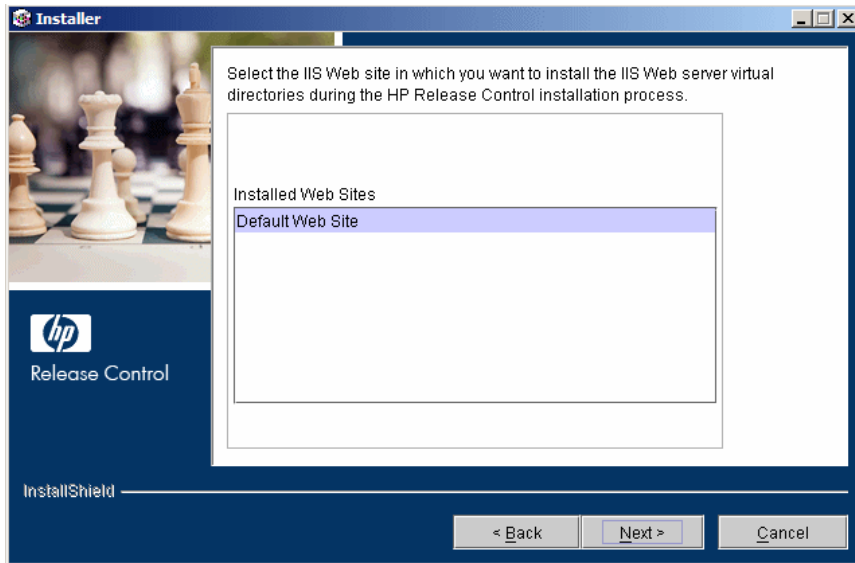 Installer
Select the IIS Web site in which you want to install the IIS Web server virtual
directories during the HP Release Control installation process.
Installed Web Sites
Default Web Site
hp
Release Control
InstallShield
< Back
Next >
Cancel